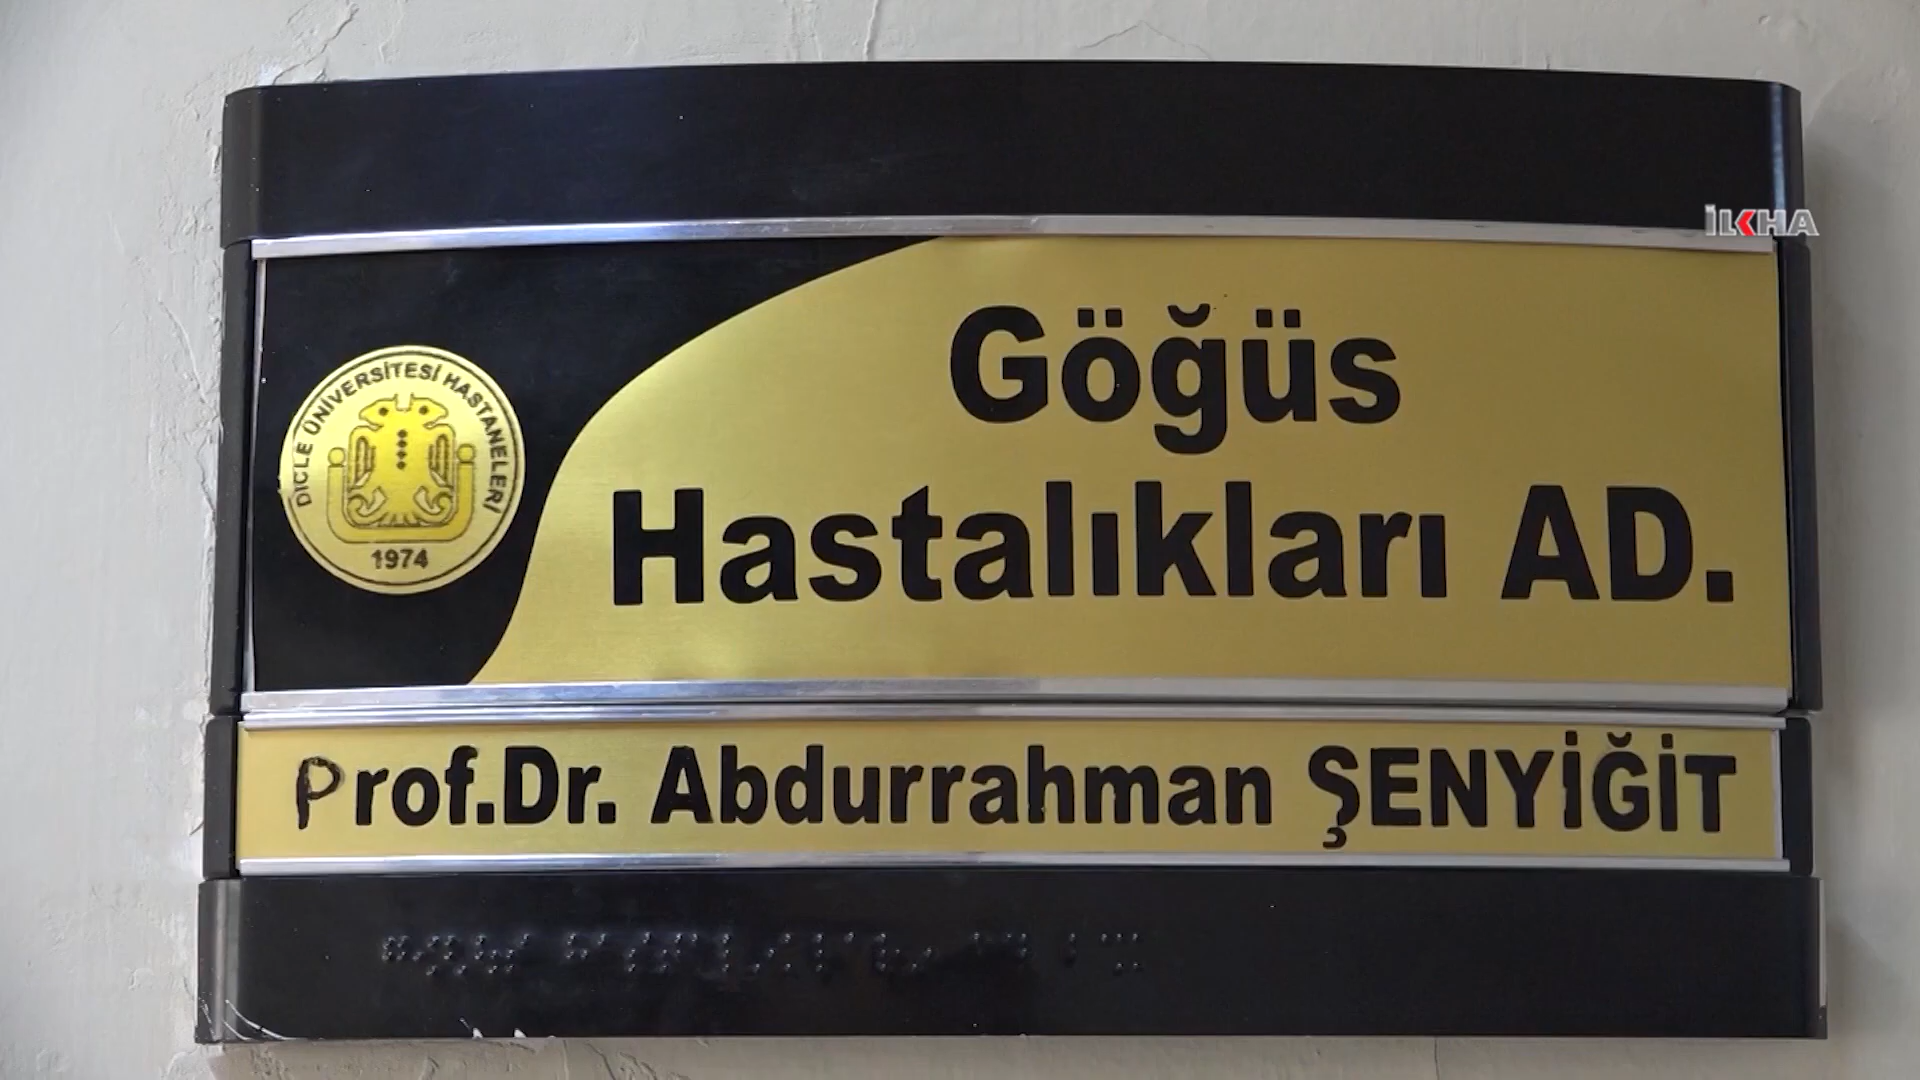 İLKHA
Göğüs
Hastalıkları AD.
DİCLE ÜNİVERSİTESİ HASTANELERİ
1974
Prof.Dr. Abdurrahman ŞENYİĞİT